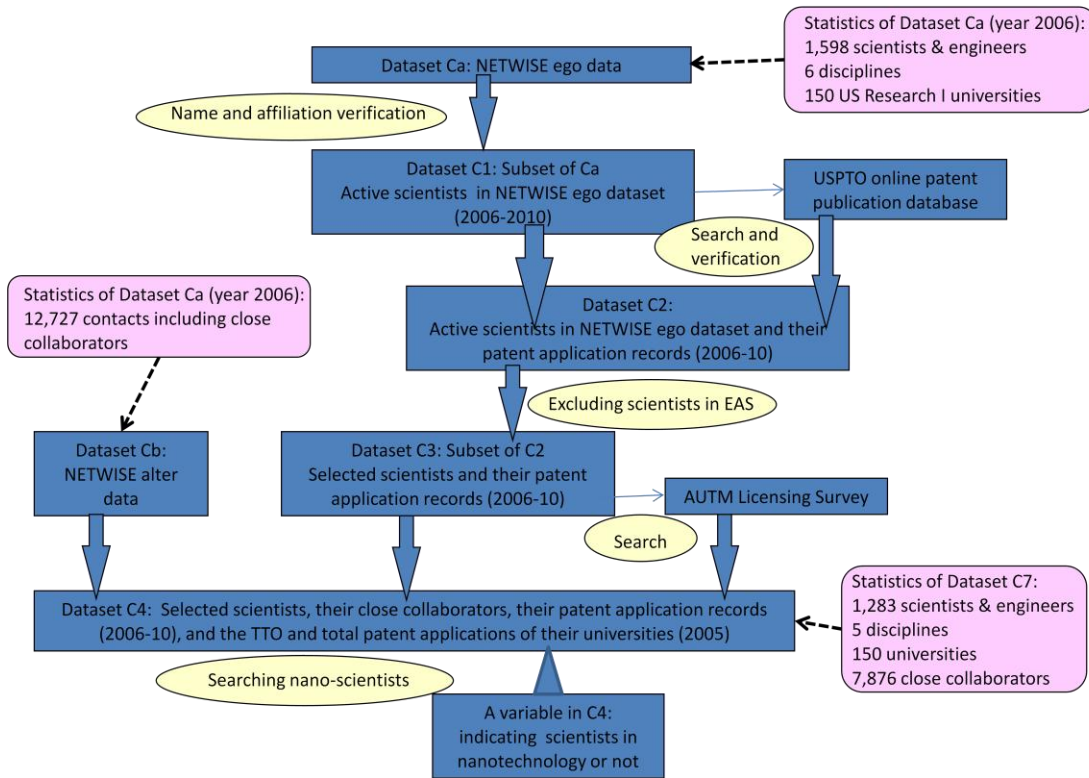 Statistics of Dataset Ca (year 2006):
1,598 scientists & engineers
6 disciplines
150 US Research I universities
Dataset Ca: NETWISE ego data
Name and affiliation verification
Dataset C1: Subset of Ca
Active scientists in NETWISE ego dataset
(2006-2010)
USPTO online patent
publication database
Search and
verification
Statistics of Dataset Ca (year 2006):
12,727 contacts including close
collaborators
Dataset C2:
Active scientists in NETWISE ego dataset and their
patent application records (2006-10)
Excluding scientists in EAS
Dataset Cb:
NETWISE alter
data
Dataset C3: Subset of C2
Selected scientists and their patent
application records (2006-10)
AUTM Licensing Survey
Search
Dataset C4: Selected scientists, their close collaborators, their patent application records
(2006-10), and the TTO and total patent applications of their universities (2005)
Statistics of Dataset C7:
1,283 scientists & engineers
5 disciplines
150 universities
7,876 close collaborators
Searching nano-scientists
A variable in C4:
indicating scientists in
nanotechnology or not